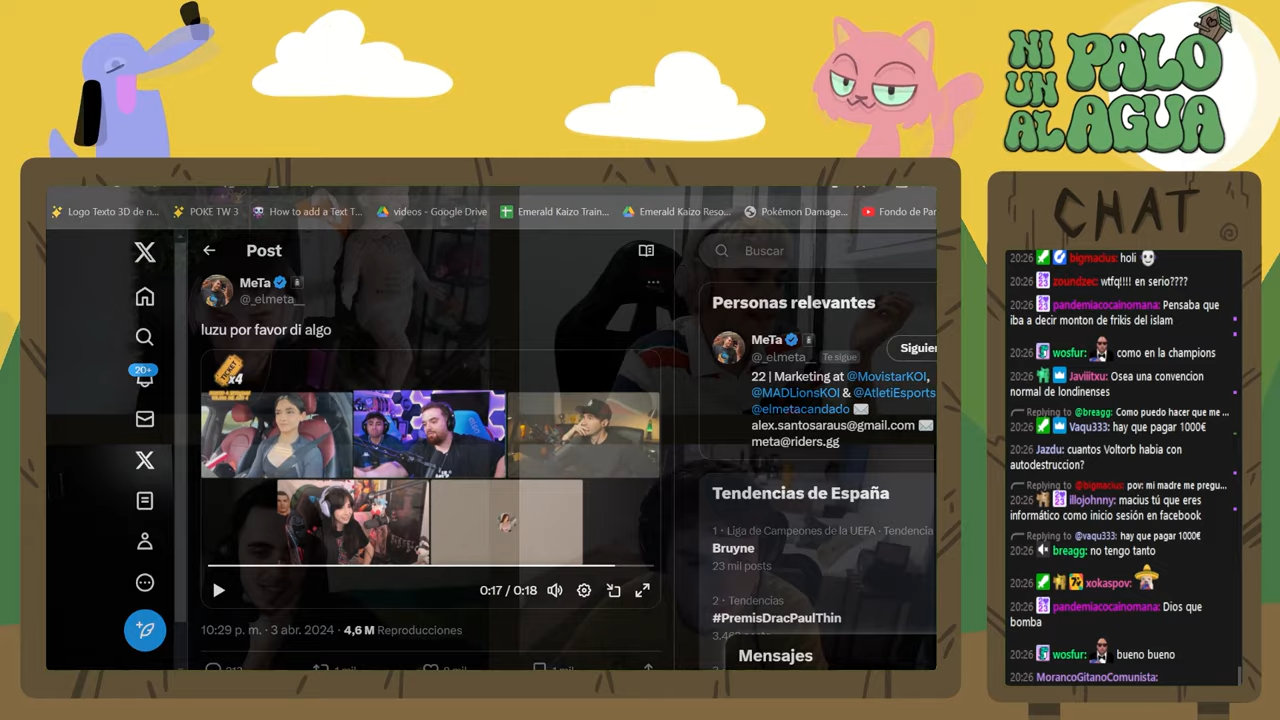 NI UN AL
PALO
AGUA
CHAT
Logo Texto 3D de n...
POKE TW 3
How to add a Text T...
videos - Google Drive
Emerald Kaizo Train...
Emerald Kaizo Reso...
Pokémon Damage...
Fondo de Par
Post
Buscar
MeTa
@_elmeta__
luzu por favor di algo
TICKET
x4
0:17 / 0:18
10:29 p. m. · 3 abr. 2024 · 4,6 M Reproducciones
20+
Personas relevantes
MeTa
@_elmeta__ Te sigue
Siguien
22 | Marketing at @MovistarKOI,
@MADLionsKOI & @AtletiEsports
@elmetacandado
alex.santosaraus@gmail.com
meta@riders.gg
Tendencias de España
1 · Liga de Campeones de la UEFA · Tendencia
Bruyne
23 mil posts
2 · Tendencias
#PremisDracPaulThin
Mensajes
20:26 bigmacius: holi
20:26 zoundzec: wtfq!!!! en serio????
20:26 pandemiacocainomana: Pensaba que
iba a decir monton de frikis del islam
20:26 wosfur: como en la champions
20:26 Javiiitxu: Osea una convencion
normal de londinenses
Replying to @breagg: Como puedo hacer que me ...
20:26 Vaqu333: hay que pagar 1000€
20:26 Jazdu: cuantos Voltorb habia con
autodestruccion?
Replying to @bigmacius: pov: mi madre me pregu...
20:26 illojohnny: macius tú que eres
informático como inicio sesión en facebook
Replying to @vaqu333: hay que pagar 1000€
20:26 breagg: no tengo tanto
20:26 xokaspov:
20:26 pandemiacocainomana: Dios que
bomba
20:26 wosfur: bueno bueno
20:26 MorancoGitanoComunista: